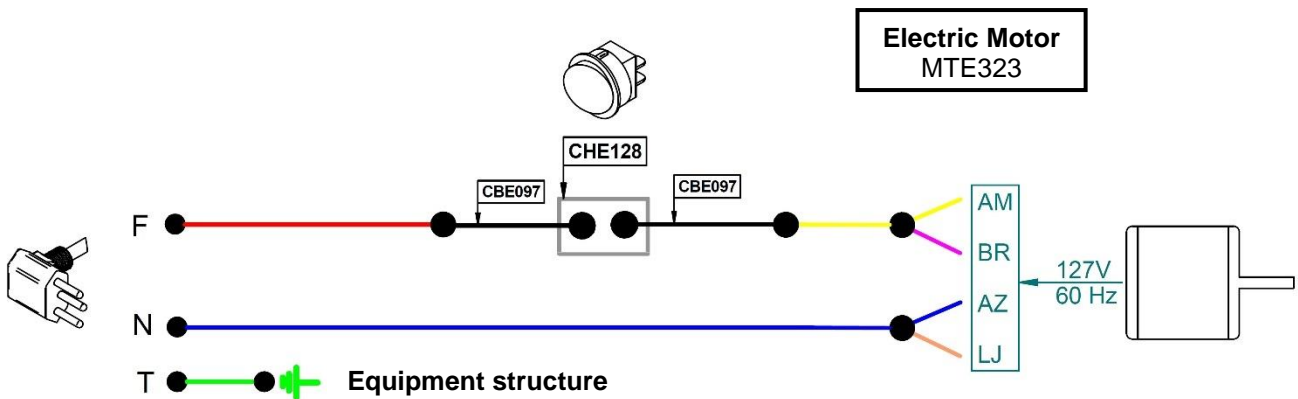 Electric Motor
MTE323
CHE128
CBE097
CBE097
F
AM
BR
127V
60 Hz
N
AZ
LJ
T
Equipment structure